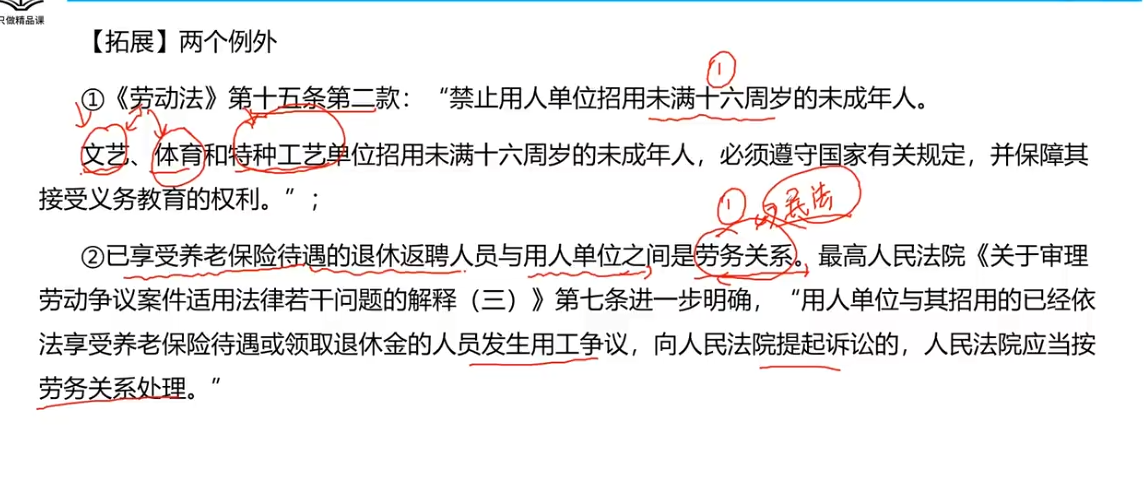 只做精品课
【拓展】两个例外
1
①《劳动法》第十五条第二款：“禁止用人单位招用未满十六周岁的未成年人。
文艺、体育和特种工艺单位招用未满十六周岁的未成年人，必须遵守国家有关规定，并保障其
接受义务教育的权利。”；
1 民法
②已享受养老保险待遇的退休返聘人员与用人单位之间是劳务关系。最高人民法院《关于审理
劳动争议案件适用法律若干问题的解释（三）》第七条进一步明确，“用人单位与其招用的已经依
法享受养老保险待遇或领取退休金的人员发生用工争议，向人民法院提起诉讼的，人民法院应当按
劳务关系处理。”